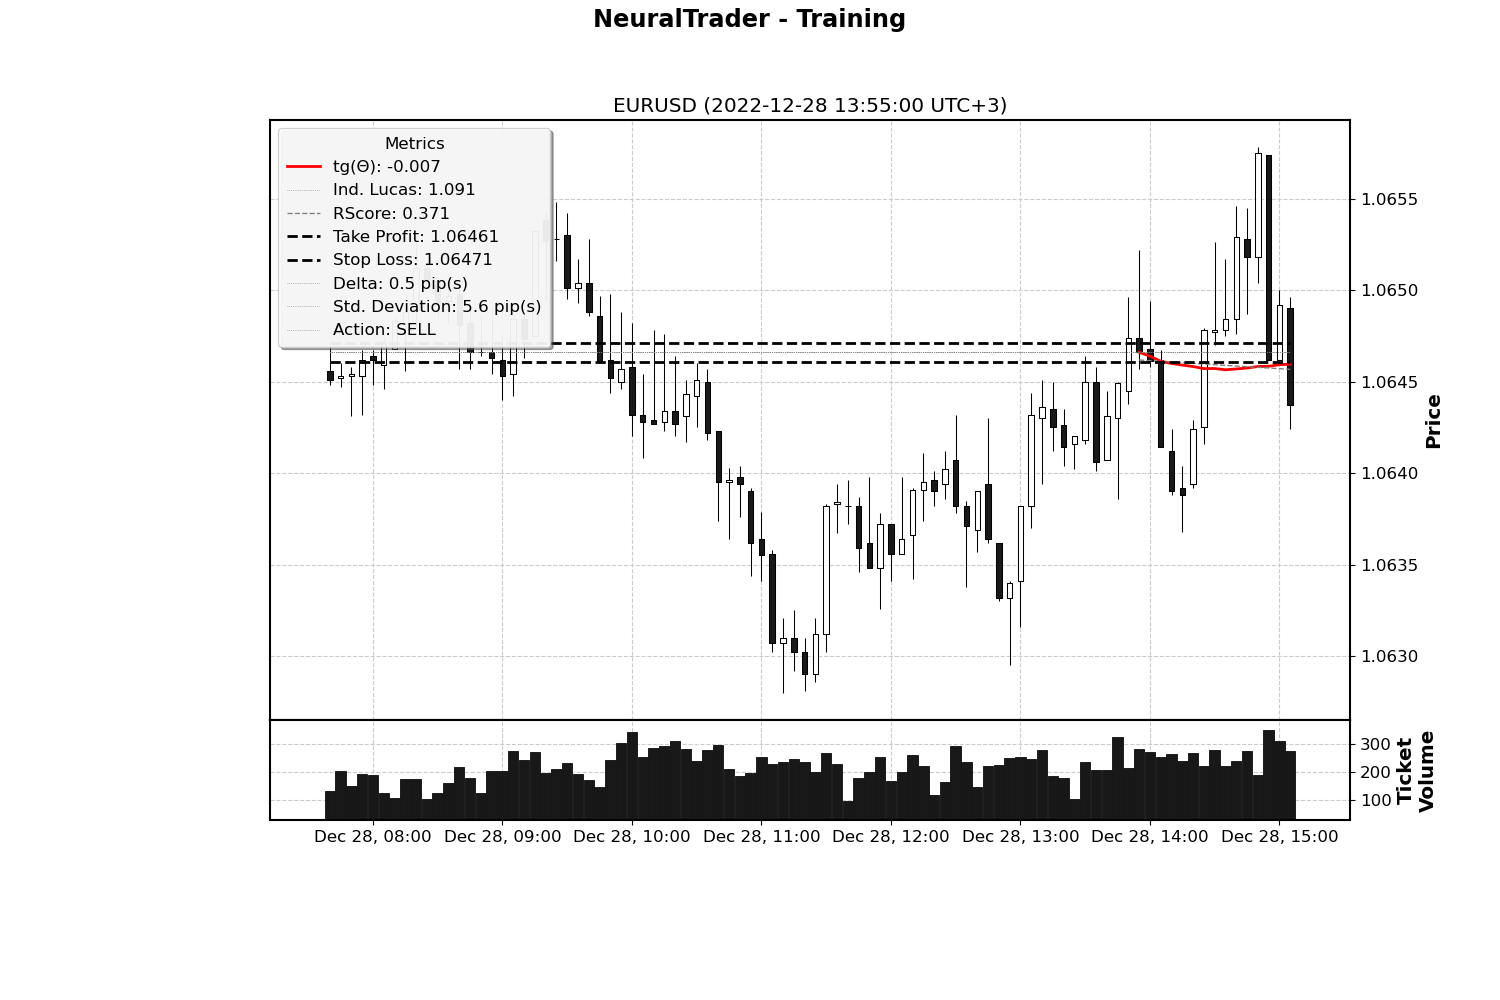 NeuralTrader - Training
EURUSD (2022-12-28 13:55:00 UTC+3)
Metrics
tg(Θ): -0.007
Ind. Lucas: 1.091
RScore: 0.371
Take Profit: 1.06461
Stop Loss: 1.06471
Delta: 0.5 pip(s)
Std. Deviation: 5.6 pip(s)
Action: SELL
1.0655
1.0650
1.0645
1.0640
1.0635
1.0630
Price
300
200
100
Ticket
Volume
Dec 28, 08:00 Dec 28, 09:00 Dec 28, 10:00 Dec 28, 11:00 Dec 28, 12:00 Dec 28, 13:00 Dec 28, 14:00 Dec 28, 15:00